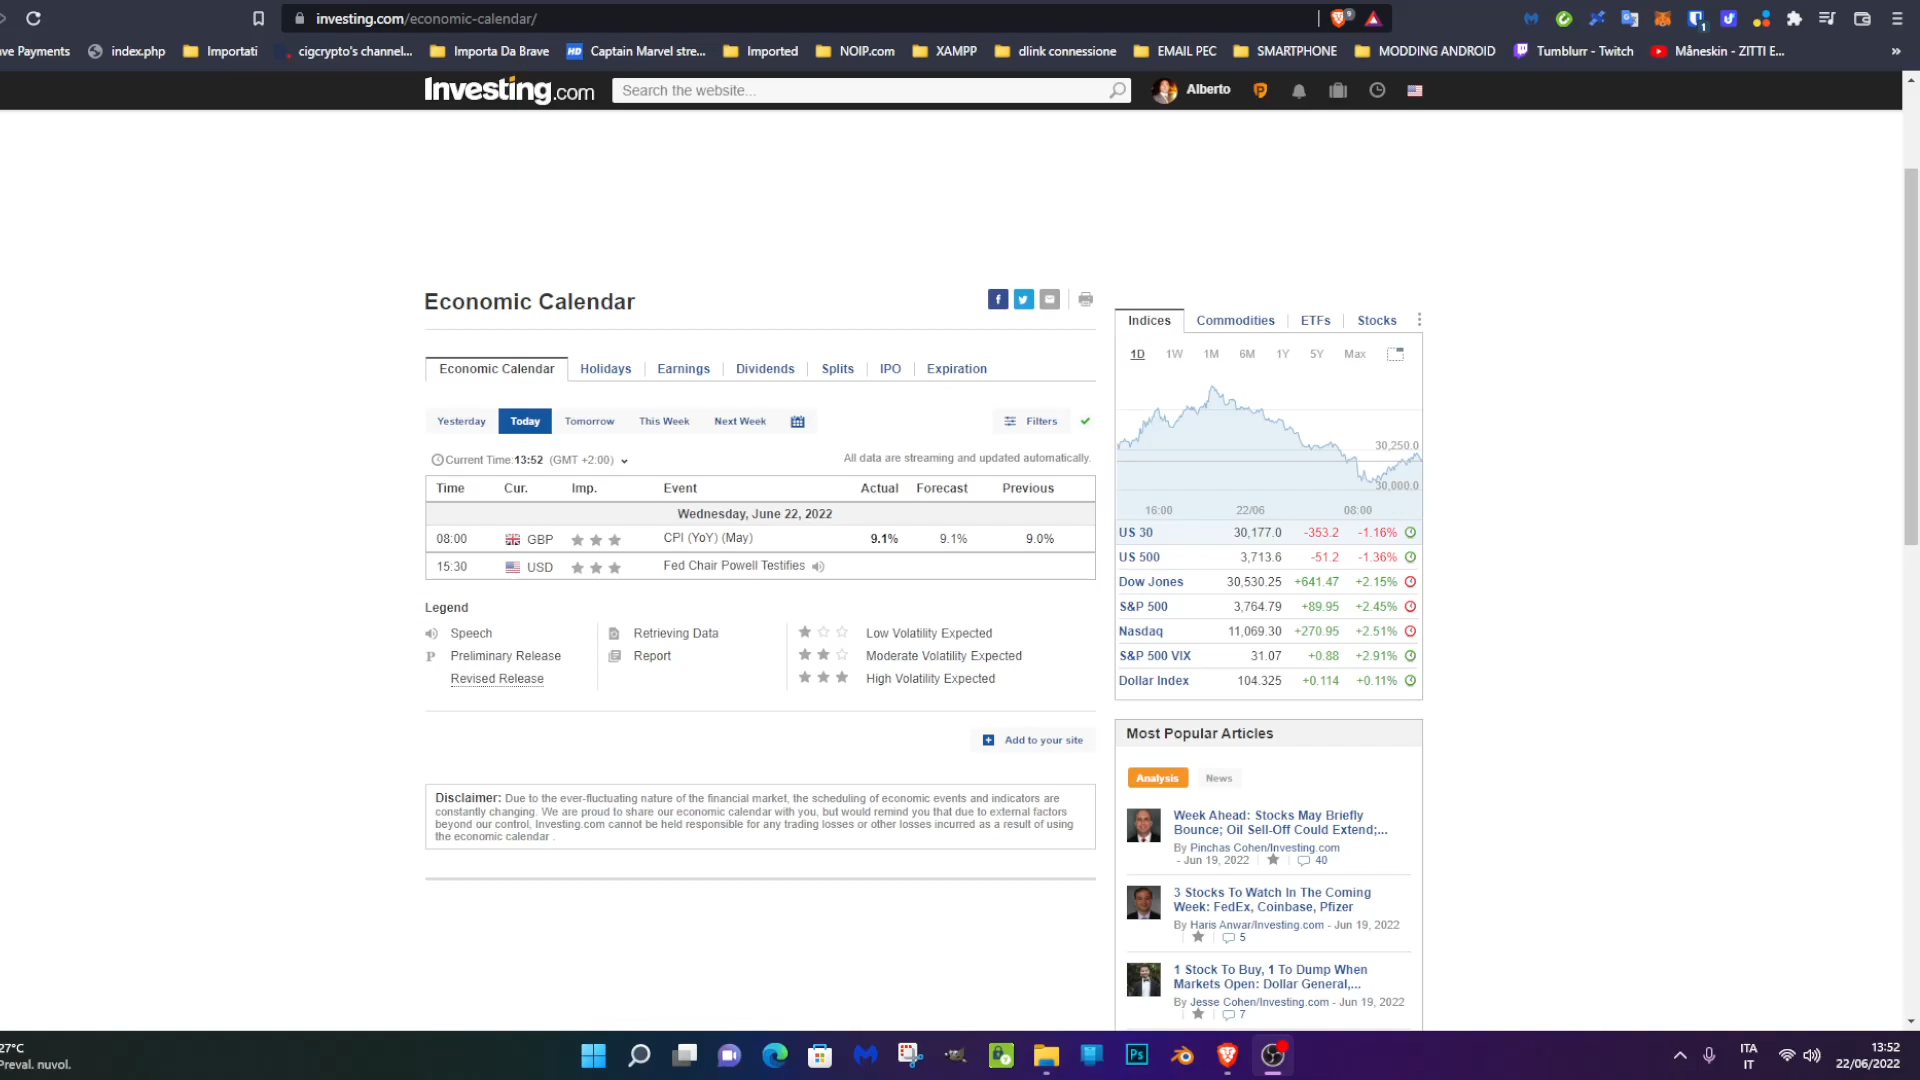 investing.com/economic-calendar/
9
1
ave Payments
index.php
Importati
cigcrypto's channel...
Importa Da Brave
HD
Captain Marvel stre...
Imported
NOIP.com
XAMPP
dlink connessione
EMAIL PEC
SMARTPHONE
MODDING ANDROID
Tumblurr - Twitch
Måneskin - ZITTI E...
»
Investing.com
Search the website...
Alberto
Economic Calendar
Economic Calendar
Holidays
Earnings
Dividends
Splits
IPO
Expiration
Yesterday
Today
Tomorrow
This Week
Next Week
Filters
Current Time:13:52 (GMT +2:00)
All data are streaming and updated automatically.
Time Cur. Imp. Event Actual Forecast Previous
Wednesday, June 22, 2022
08:00 GBP CPI (YoY) (May) 9.1% 9.1% 9.0%
15:30 USD Fed Chair Powell Testifies
Legend
Speech
P Preliminary Release
Revised Release
Retrieving Data
Report
Low Volatility Expected
Moderate Volatility Expected
High Volatility Expected
Add to your site
Disclaimer: Due to the ever-fluctuating nature of the financial market, the scheduling of economic events and indicators are
constantly changing. We are proud to share our economic calendar with you, but would remind you that due to external factors
beyond our control, Investing.com cannot be held responsible for any trading losses or other losses incurred as a result of using
the economic calendar .
Indices
Commodities
ETFs
Stocks
1D 1W 1M 6M 1Y 5Y Max
30,250.0
30,000.0
16:00 22/06 08:00
US 30 30,177.0 -353.2 -1.16%
US 500 3,713.6 -51.2 -1.36%
Dow Jones 30,530.25 +641.47 +2.15%
S&P 500 3,764.79 +89.95 +2.45%
Nasdaq 11,069.30 +270.95 +2.51%
S&P 500 VIX 31.07 +0.88 +2.91%
Dollar Index 104.325 +0.114 +0.11%
Most Popular Articles
Analysis
News
Week Ahead: Stocks May Briefly
Bounce; Oil Sell-Off Could Extend;...
By Pinchas Cohen/Investing.com
- Jun 19, 2022 40
3 Stocks To Watch In The Coming
Week: FedEx, Coinbase, Pfizer
By Haris Anwar/Investing.com - Jun 19, 2022
5
1 Stock To Buy, 1 To Dump When
Markets Open: Dollar General,...
By Jesse Cohen/Investing.com - Jun 19, 2022
7
27°C
Preval. nuvol.
Ps
ITA
IT
13:52
22/06/2022